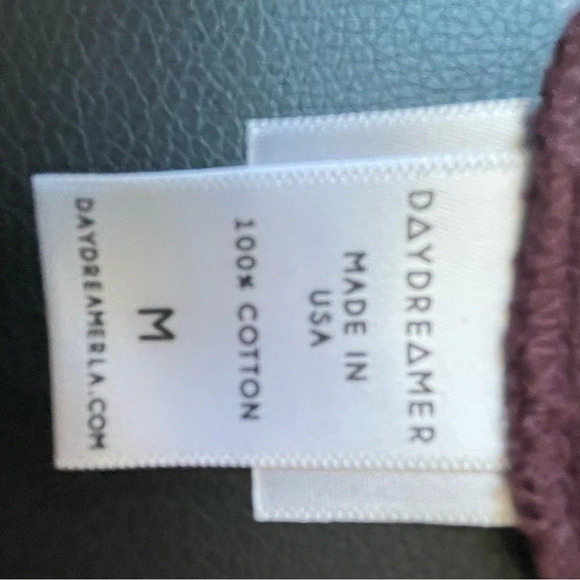 DAYDREAMER
MADE IN
USA
100% COTTON
M
DAYDREAMERLA.COM